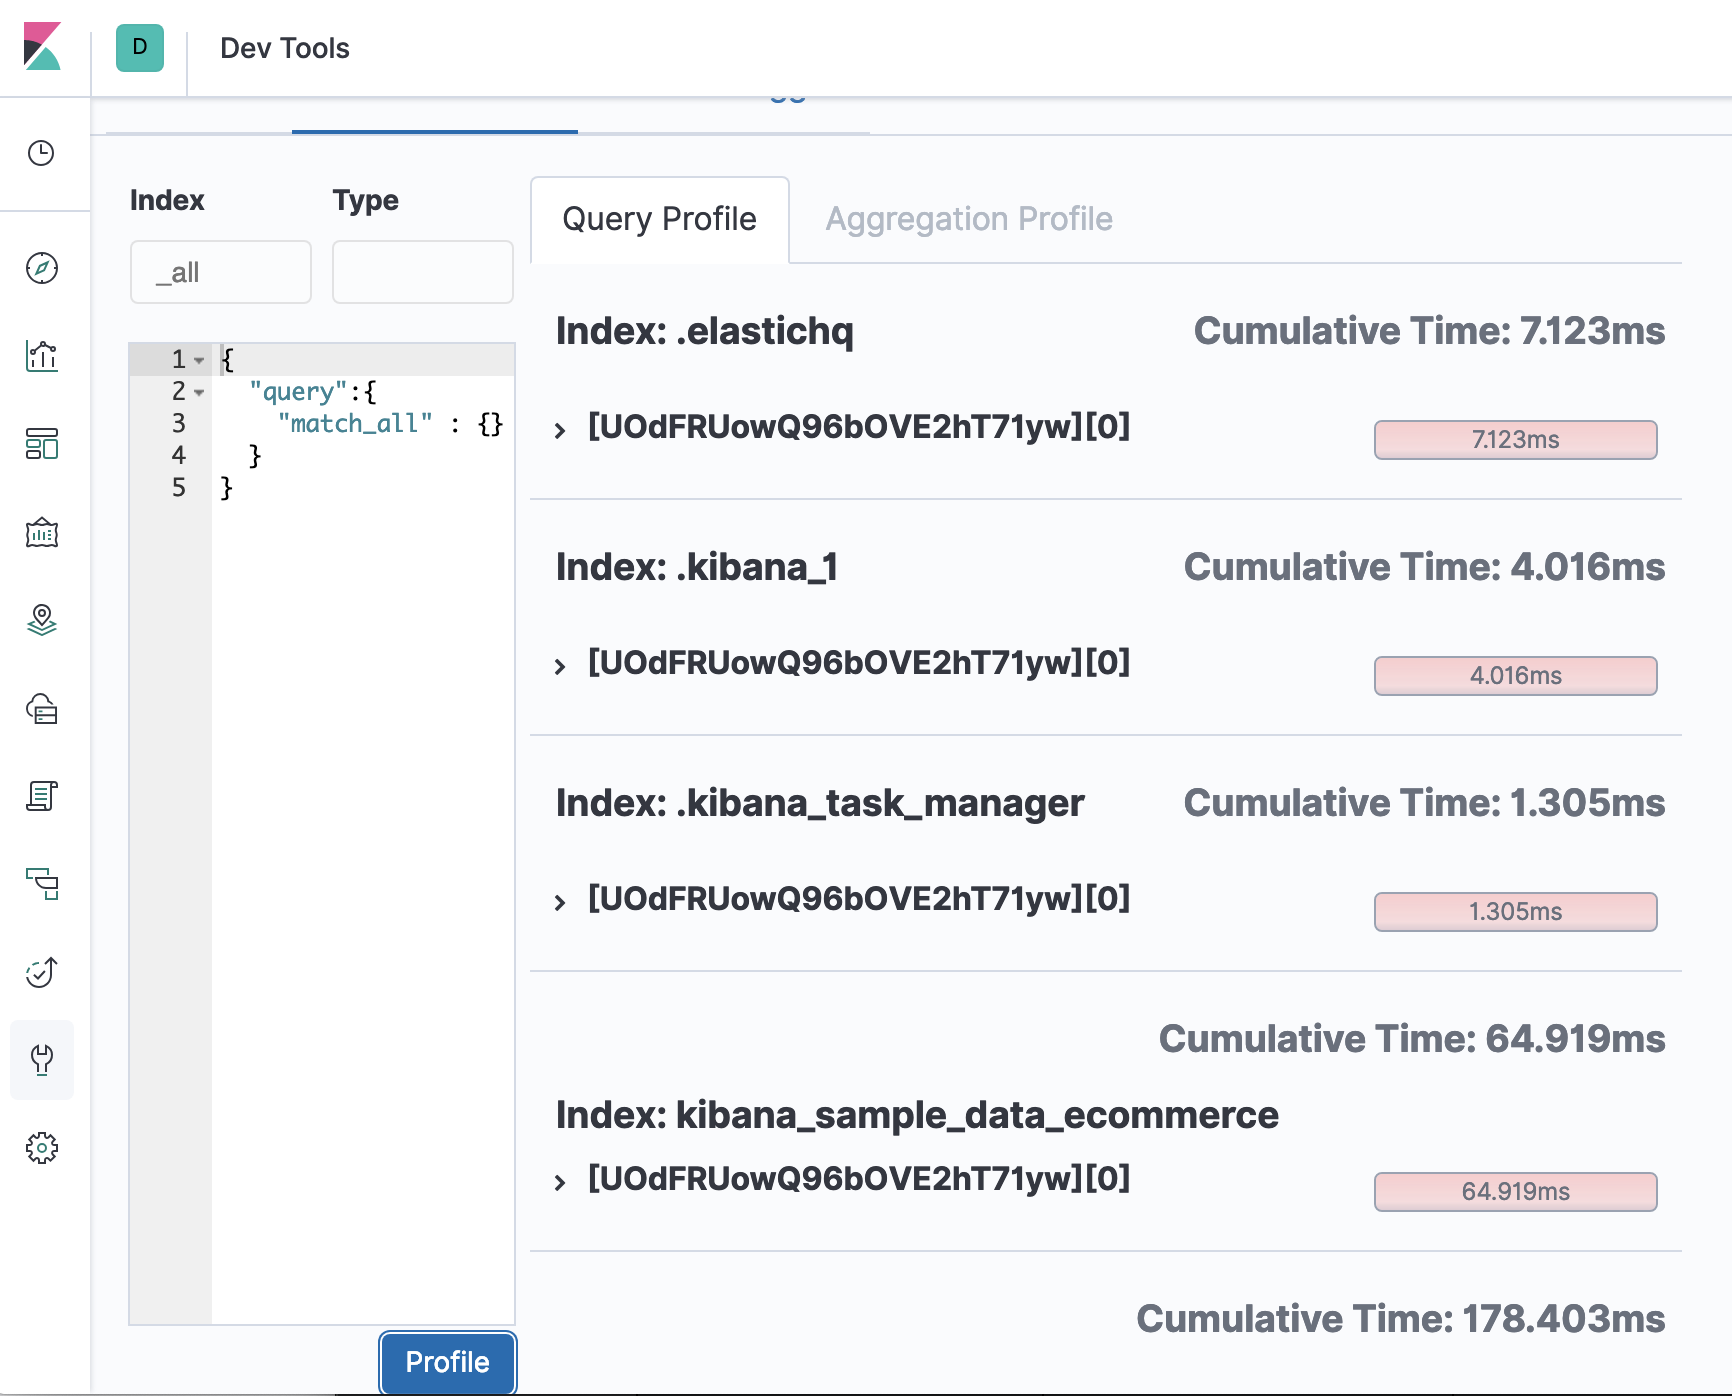 D
Dev Tools
Index
Type
_all
1
{
2
"query":{
3
"match_all" : {}
4
}
5
}
Profile
Query Profile
Aggregation Profile
Index: .elastichq
Cumulative Time: 7.123ms
[UOdFRUowQ96bOVE2hT71yw][0]
7.123ms
Index: .kibana_1
Cumulative Time: 4.016ms
[UOdFRUowQ96bOVE2hT71yw][0]
4.016ms
Index: .kibana_task_manager
Cumulative Time: 1.305ms
[UOdFRUowQ96bOVE2hT71yw][0]
1.305ms
Cumulative Time: 64.919ms
Index: kibana_sample_data_ecommerce
[UOdFRUowQ96bOVE2hT71yw][0]
64.919ms
Cumulative Time: 178.403ms